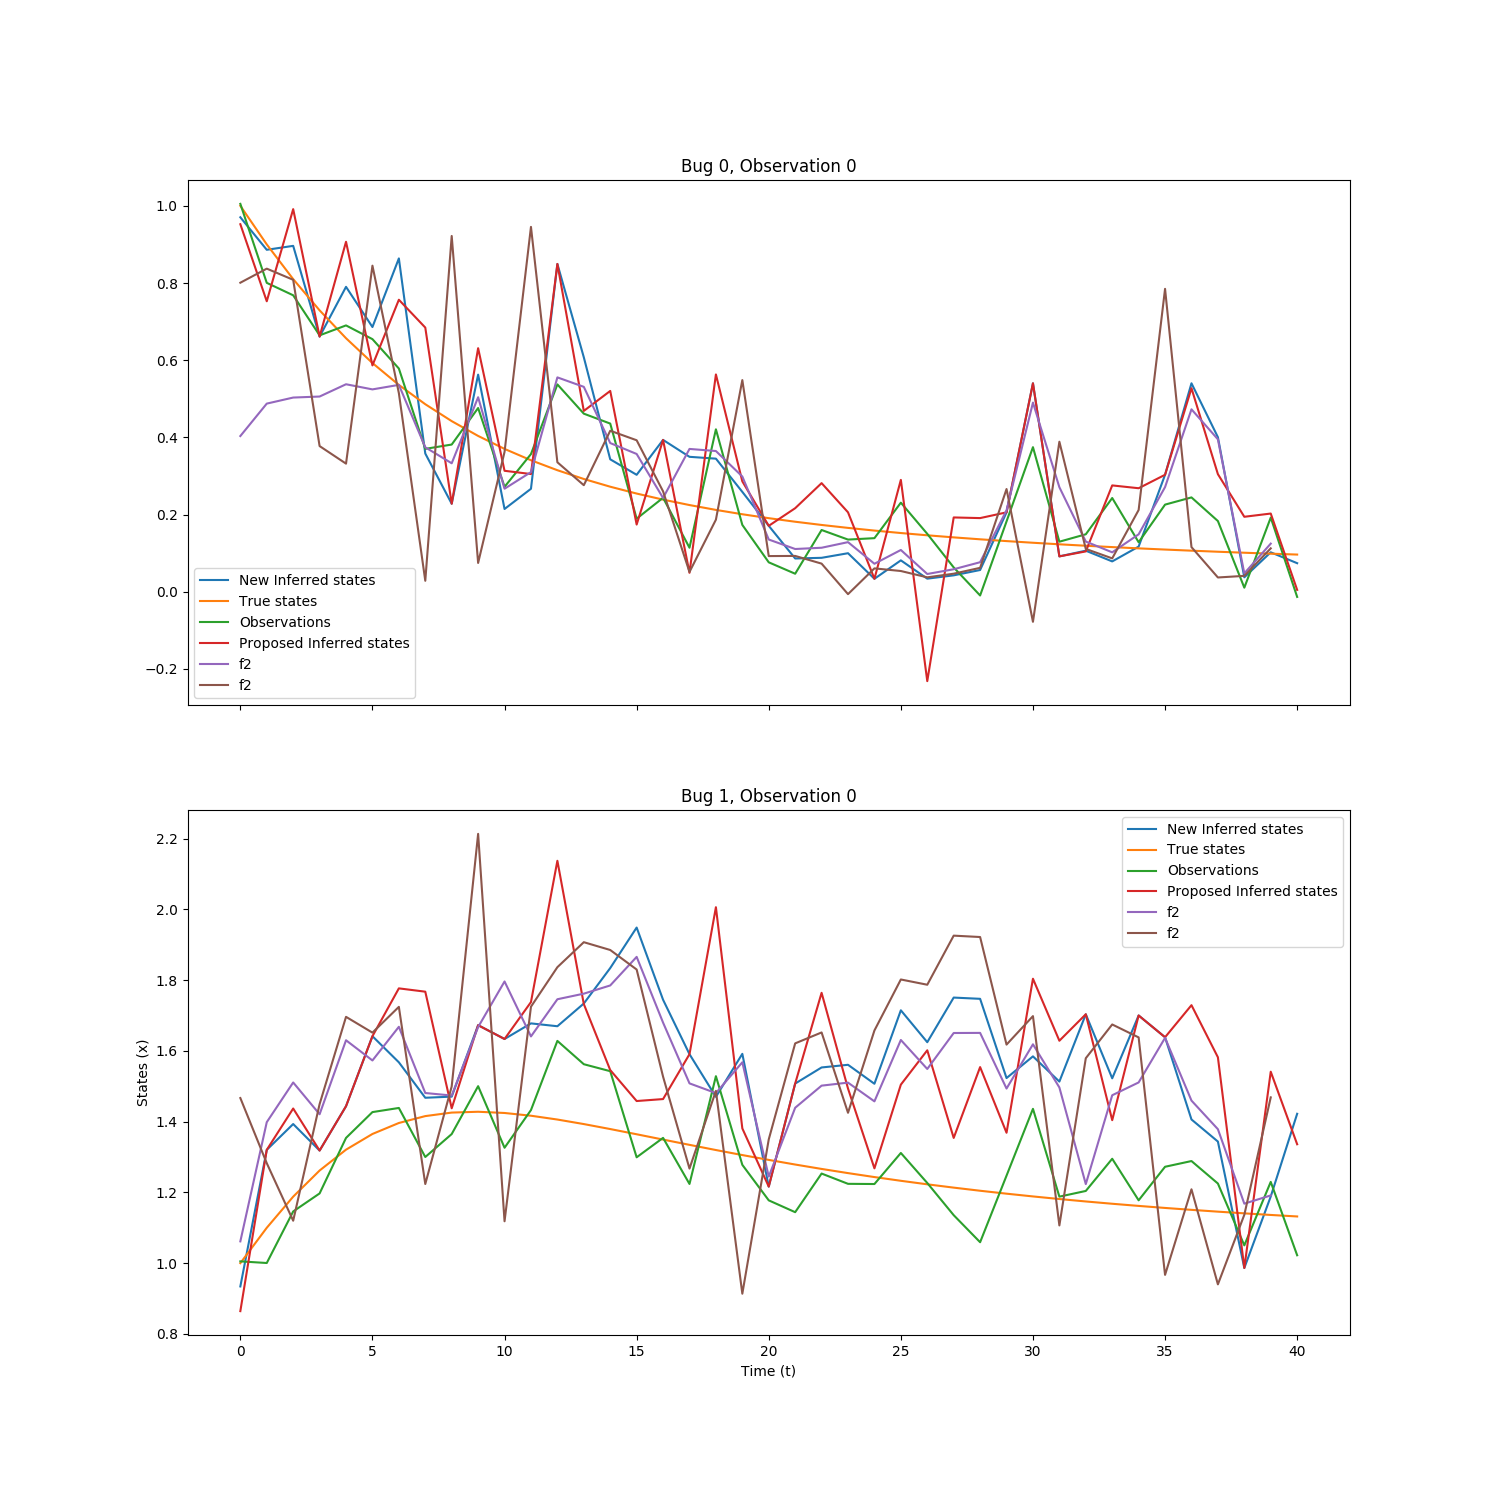 Bug 0, Observation 0
1.0
0.8
0.6
0.4
0.2
0.0
−0.2
New Inferred states
True states
Observations
Proposed Inferred states
f2
f2
Bug 1, Observation 0
2.2
2.0
1.8
1.6
1.4
1.2
1.0
0.8
States (x)
New Inferred states
True states
Observations
Proposed Inferred states
f2
f2
0 5 10 15 20 25 30 35 40
Time (t)